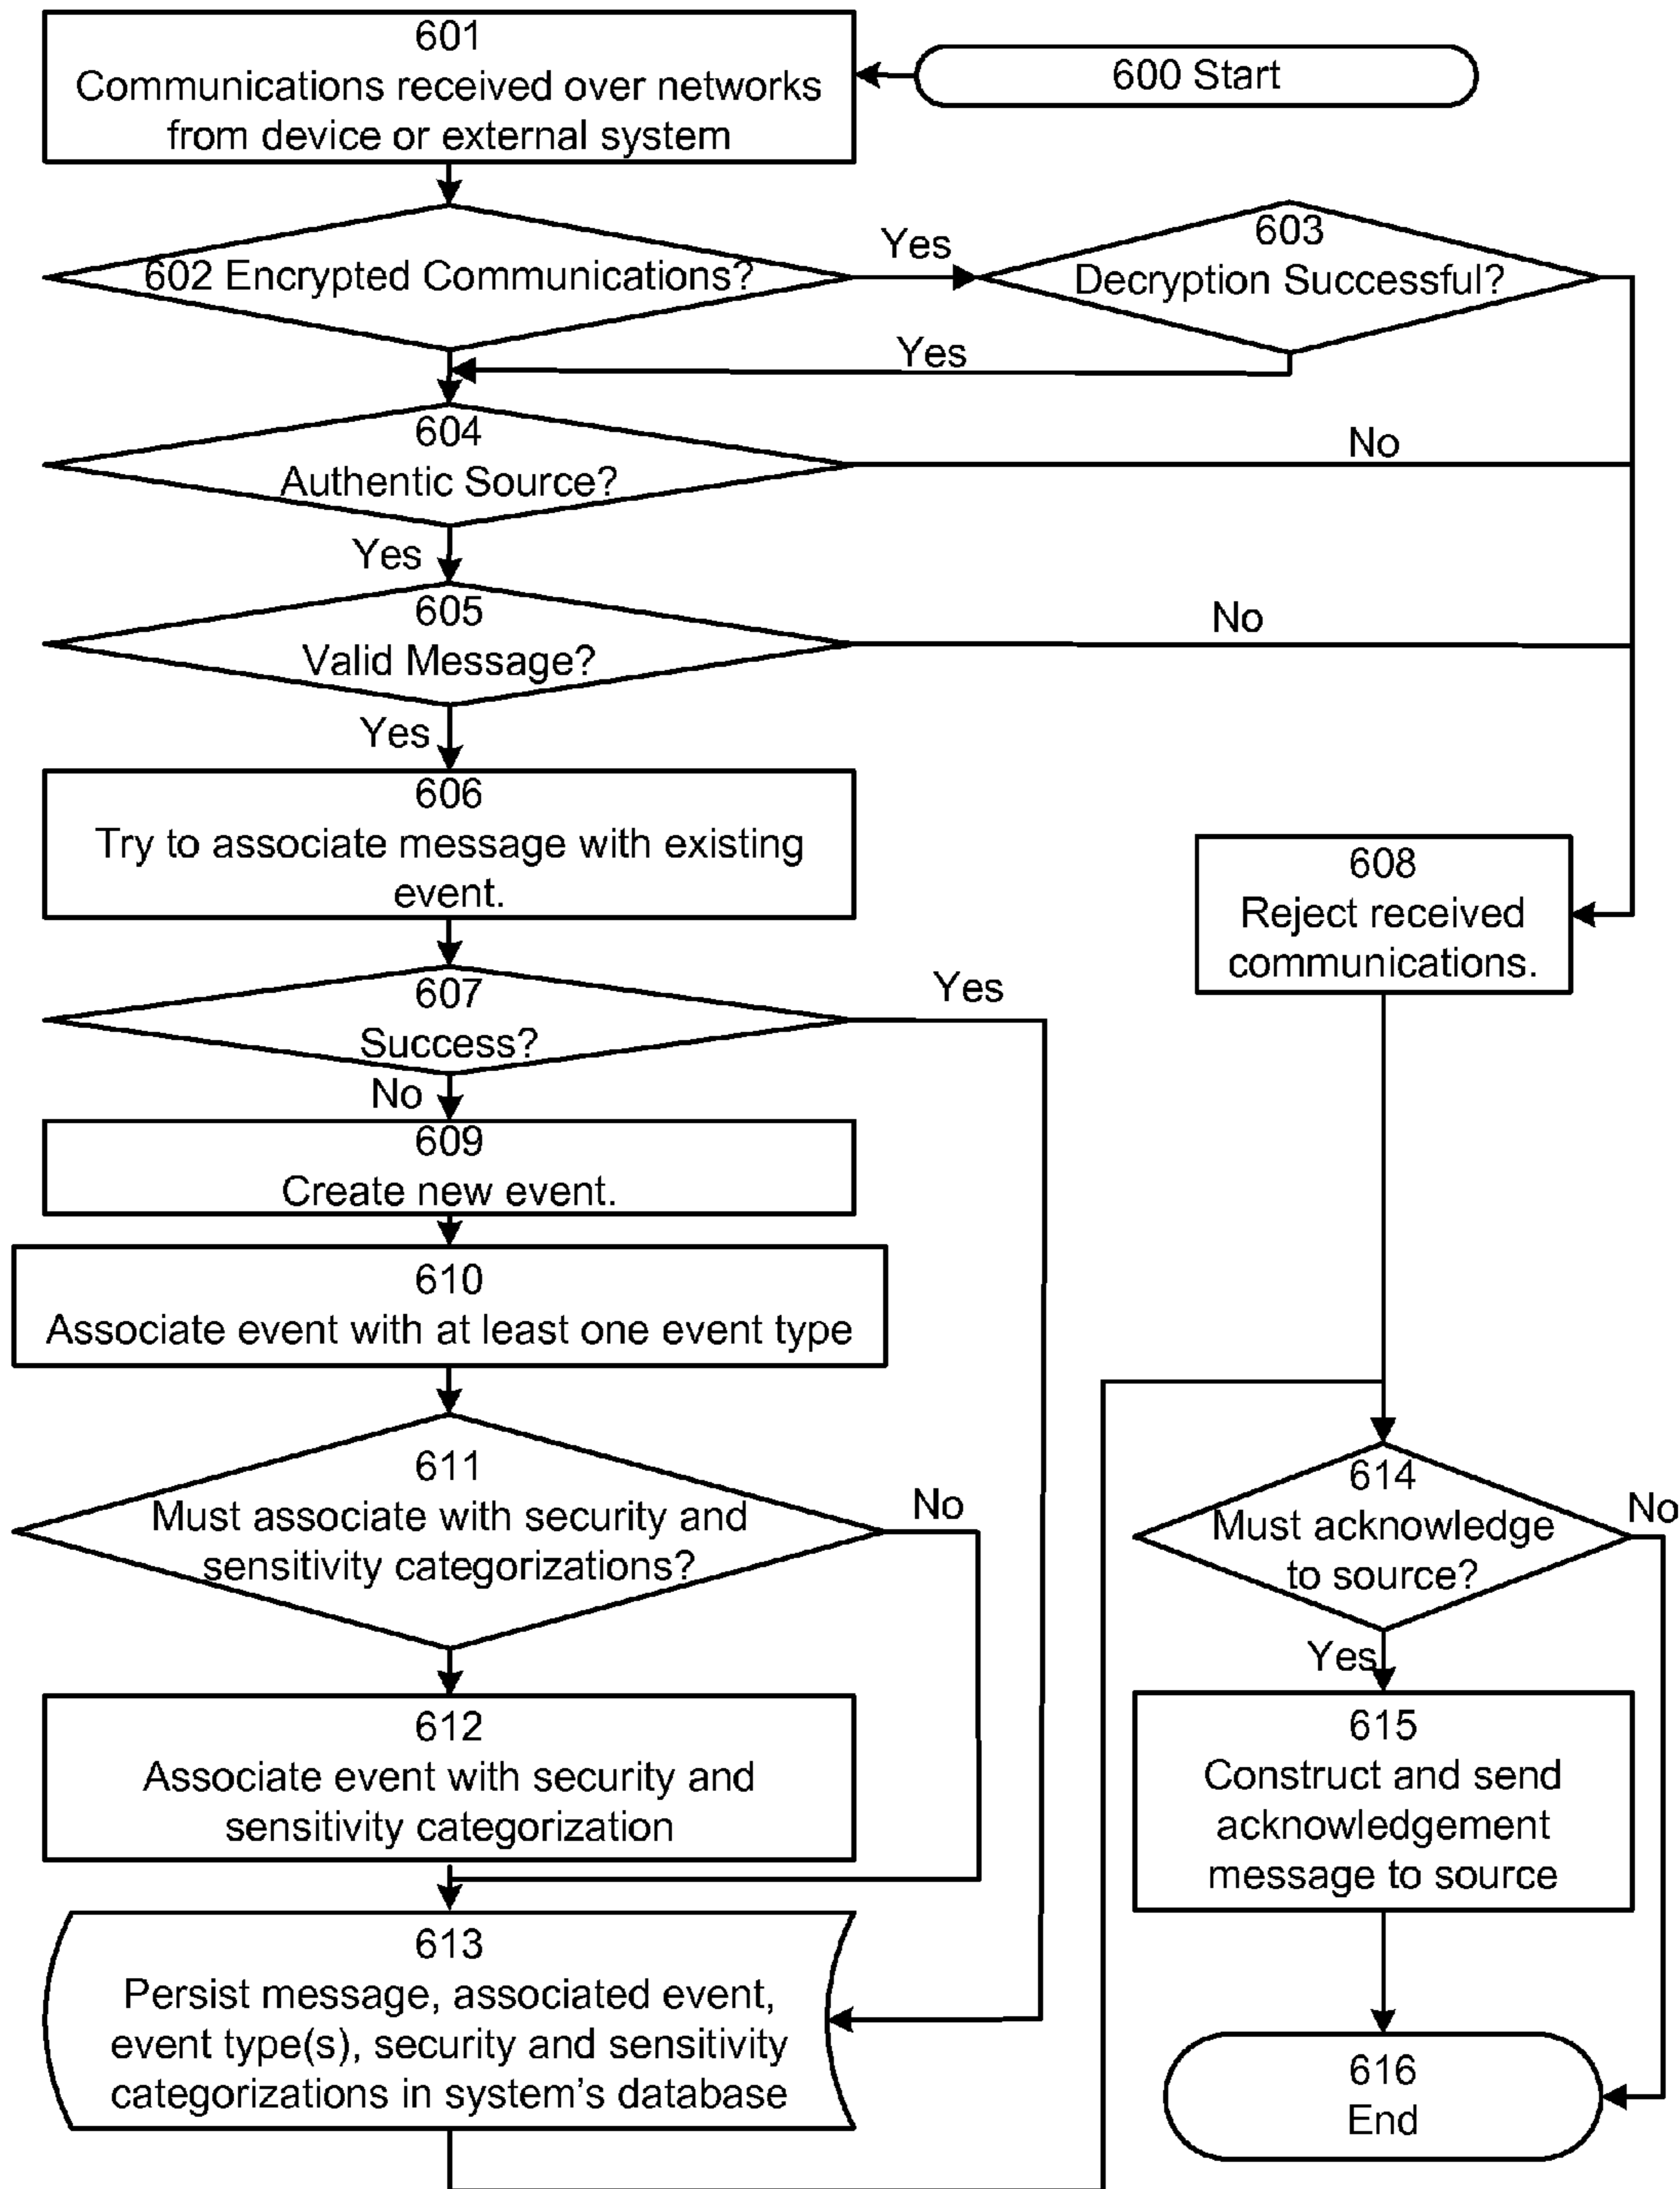 601
Communications received over networks
from device or external system
600 Start
602 Encrypted Communications?
Yes
603
Decryption Successful?
Yes
604
Authentic Source?
No
Yes
605
Valid Message?
No
Yes
606
Try to associate message with existing
event.
608
Reject received
communications.
607
Success?
Yes
No
609
Create new event.
610
Associate event with at least one event type
611
Must associate with security and
sensitivity categorizations?
No
614
Must acknowledge
to source?
No
Yes
612
Associate event with security and
sensitivity categorization
615
Construct and send
acknowledgement
message to source
613
Persist message, associated event,
event type(s), security and sensitivity
categorizations in system's database
616
End